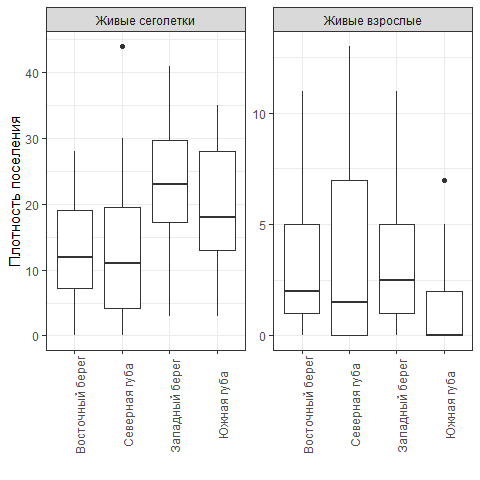 Живые сеголетки
Живые взрослые
Плотность поселения
40
30
20
10
0
10
5
0
Восточный берег
Северная губа
Западный берег
Южная губа
Восточный берег
Северная губа
Западный берег
Южная губа